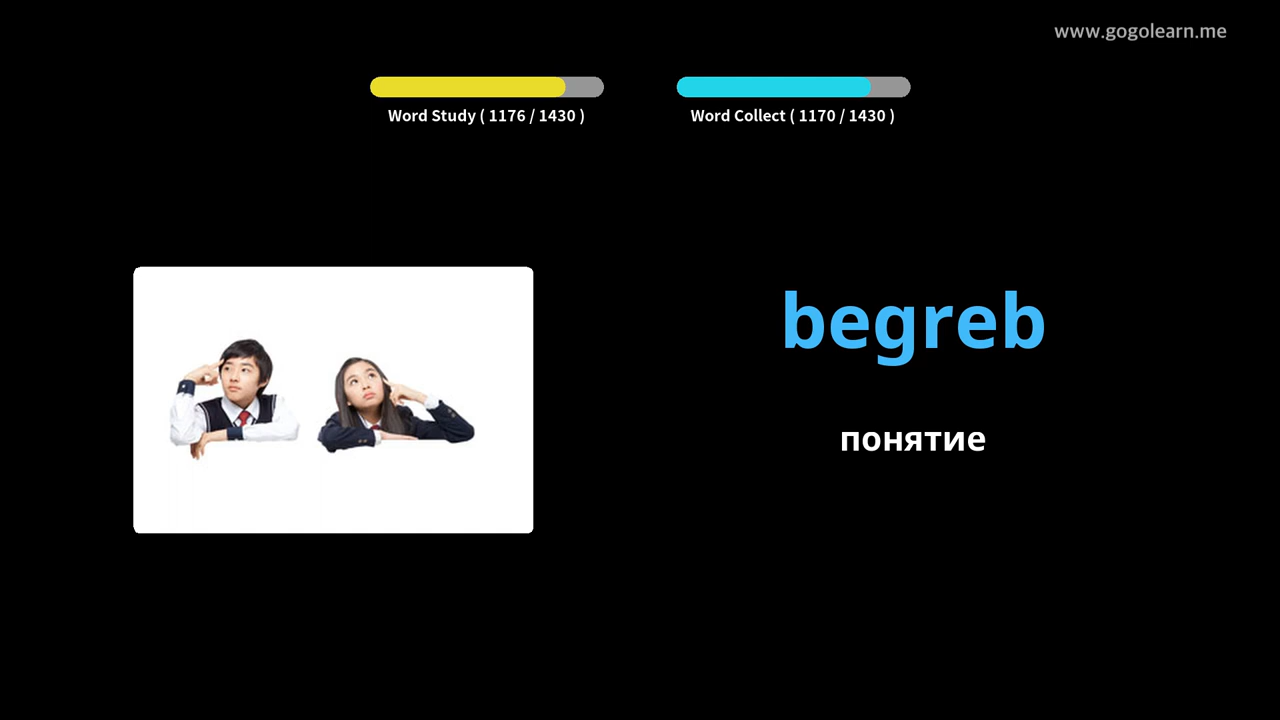 www.gogolearn.me
Word Study ( 1176 / 1430 )
Word Collect ( 1170 / 1430 )
begreb
понятие